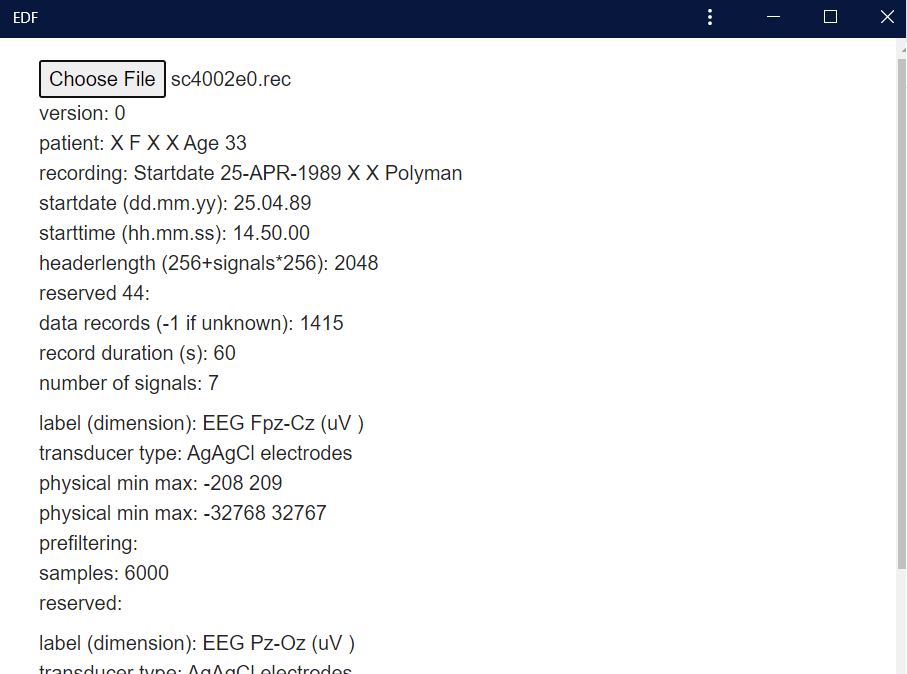 EDF
Choose File sc4002e0.rec
version: 0
patient: X F X X Age 33
recording: Startdate 25-APR-1989 X X Polyman
startdate (dd.mm.yy): 25.04.89
starttime (hh.mm.ss): 14.50.00
headerlength (256+signals*256): 2048
reserved 44:
data records (-1 if unknown): 1415
record duration (s): 60
number of signals: 7
label (dimension): EEG Fpz-Cz (uV )
transducer type: AgAgCl electrodes
physical min max: -208 209
physical min max: -32768 32767
prefiltering:
samples: 6000
reserved:
label (dimension): EEG Pz-Oz (uV )
transducer type: AgAgCl electrodes